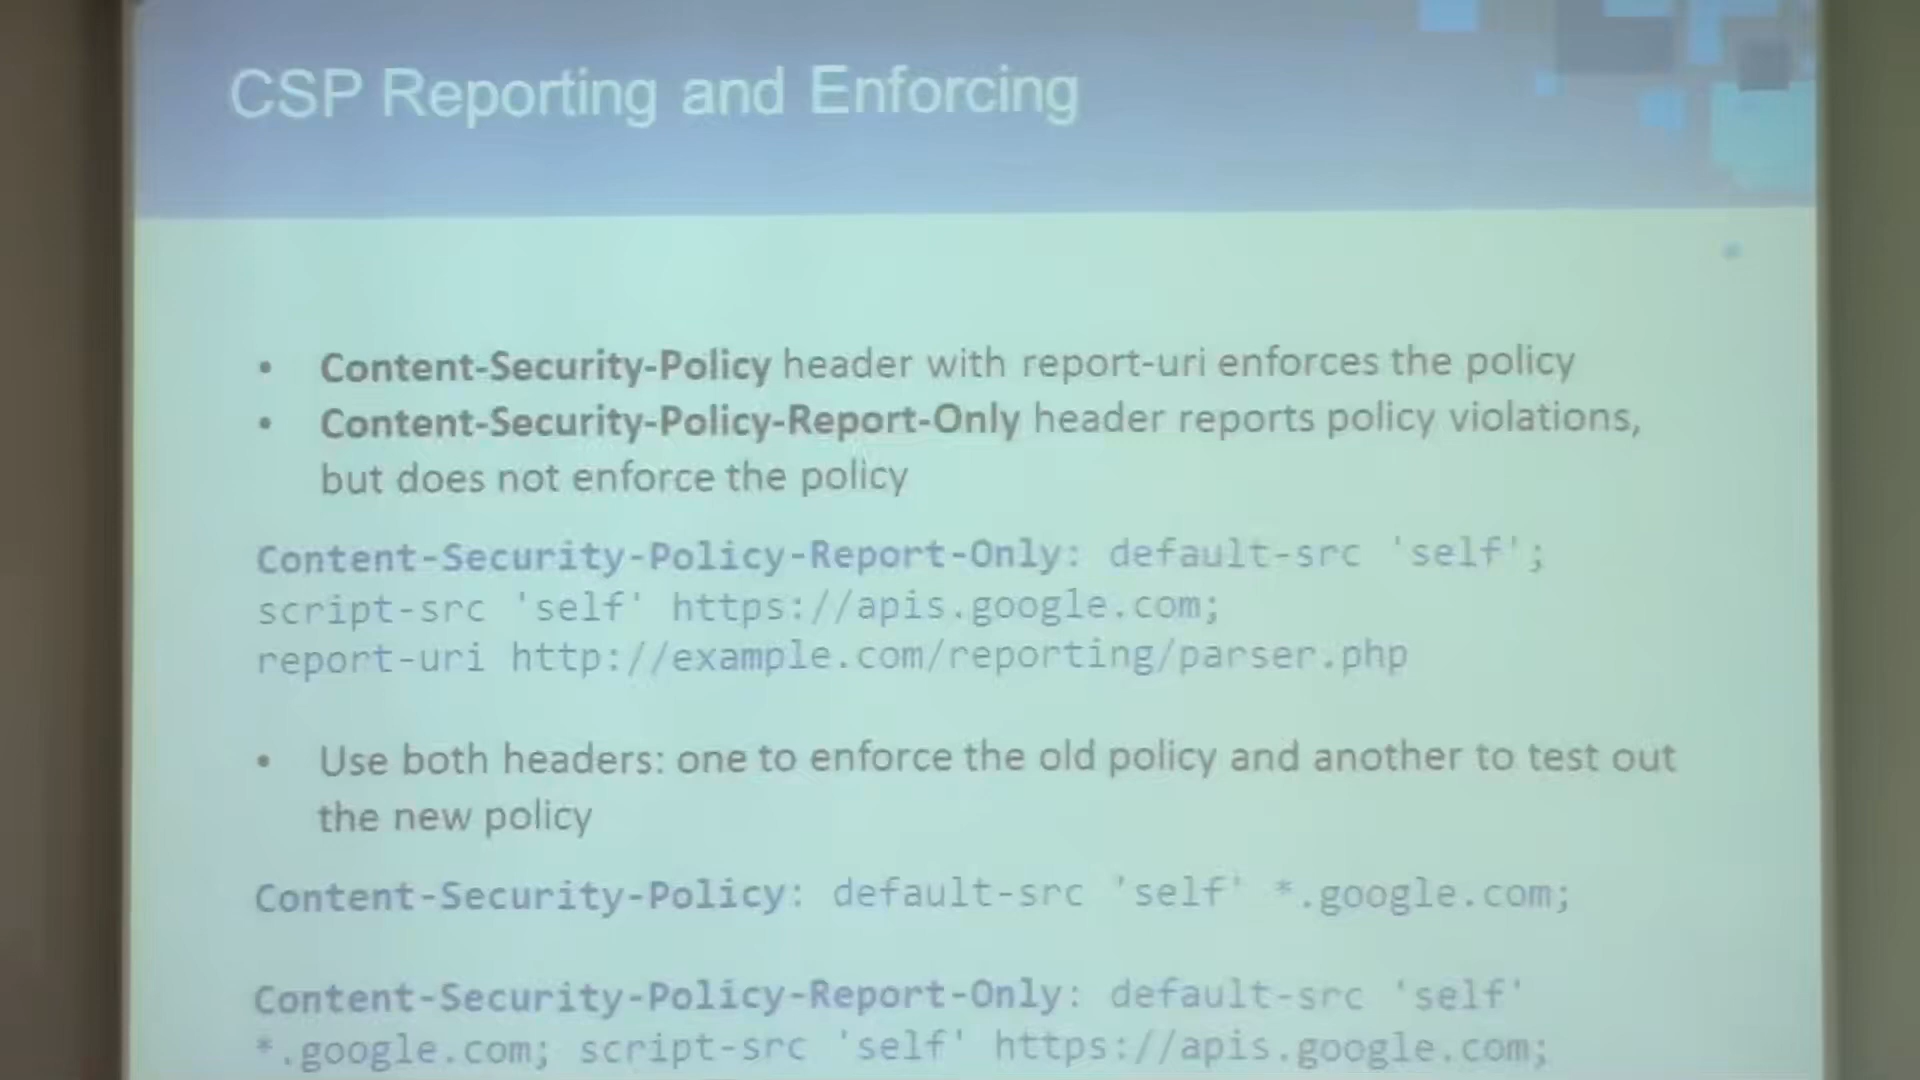 CSP Reporting and Enforcing
• Content-Security-Policy header with report-uri enforces the policy
• Content-Security-Policy-Report-Only header reports policy violations,
but does not enforce the policy
Content-Security-Policy-Report-Only: default-src 'self';
script-src 'self' https://apis.google.com;
report-uri http://example.com/reporting/parser.php
• Use both headers: one to enforce the old policy and another to test out
the new policy
Content-Security-Policy: default-src 'self' *.google.com;
Content-Security-Policy-Report-Only: default-src 'self'
*.google.com; script-src 'self' https://apis.google.com;